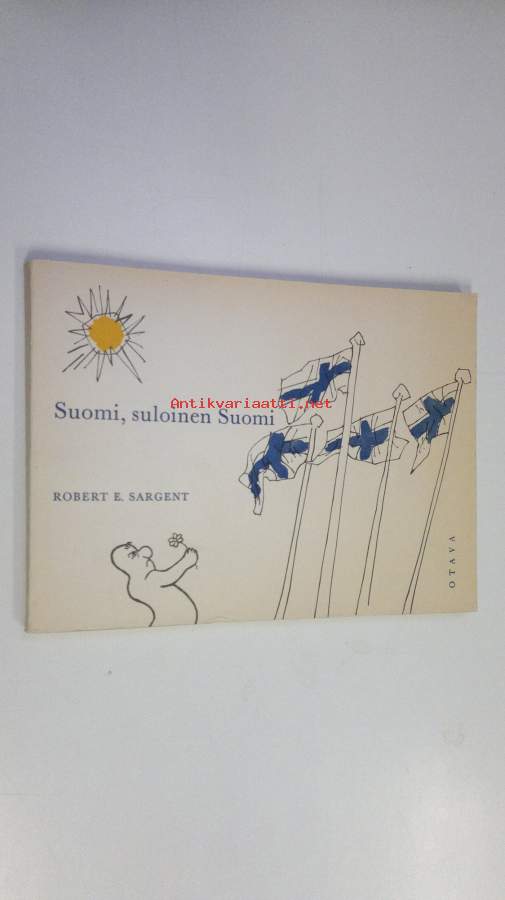 Antikvariaatti.net
Suomi, suloinen Suomi
ROBERT E. SARGENT
OTAVA